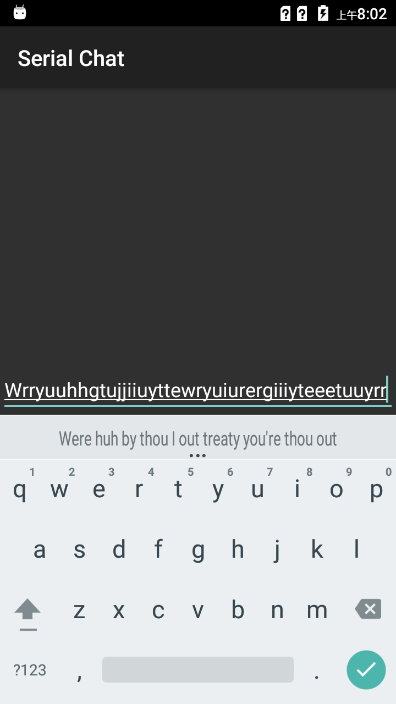 上午8:02
Serial Chat
Wrryuuhhgtujjiiuyttewryuiurergiiiyteeetuuyrr
Were huh by thou I out treaty you're thou out
1 2 3 4 5 6 7 8 9 0
q w e r t y u i o p
a s d f g h j k l
z x c v b n m
?123 , .